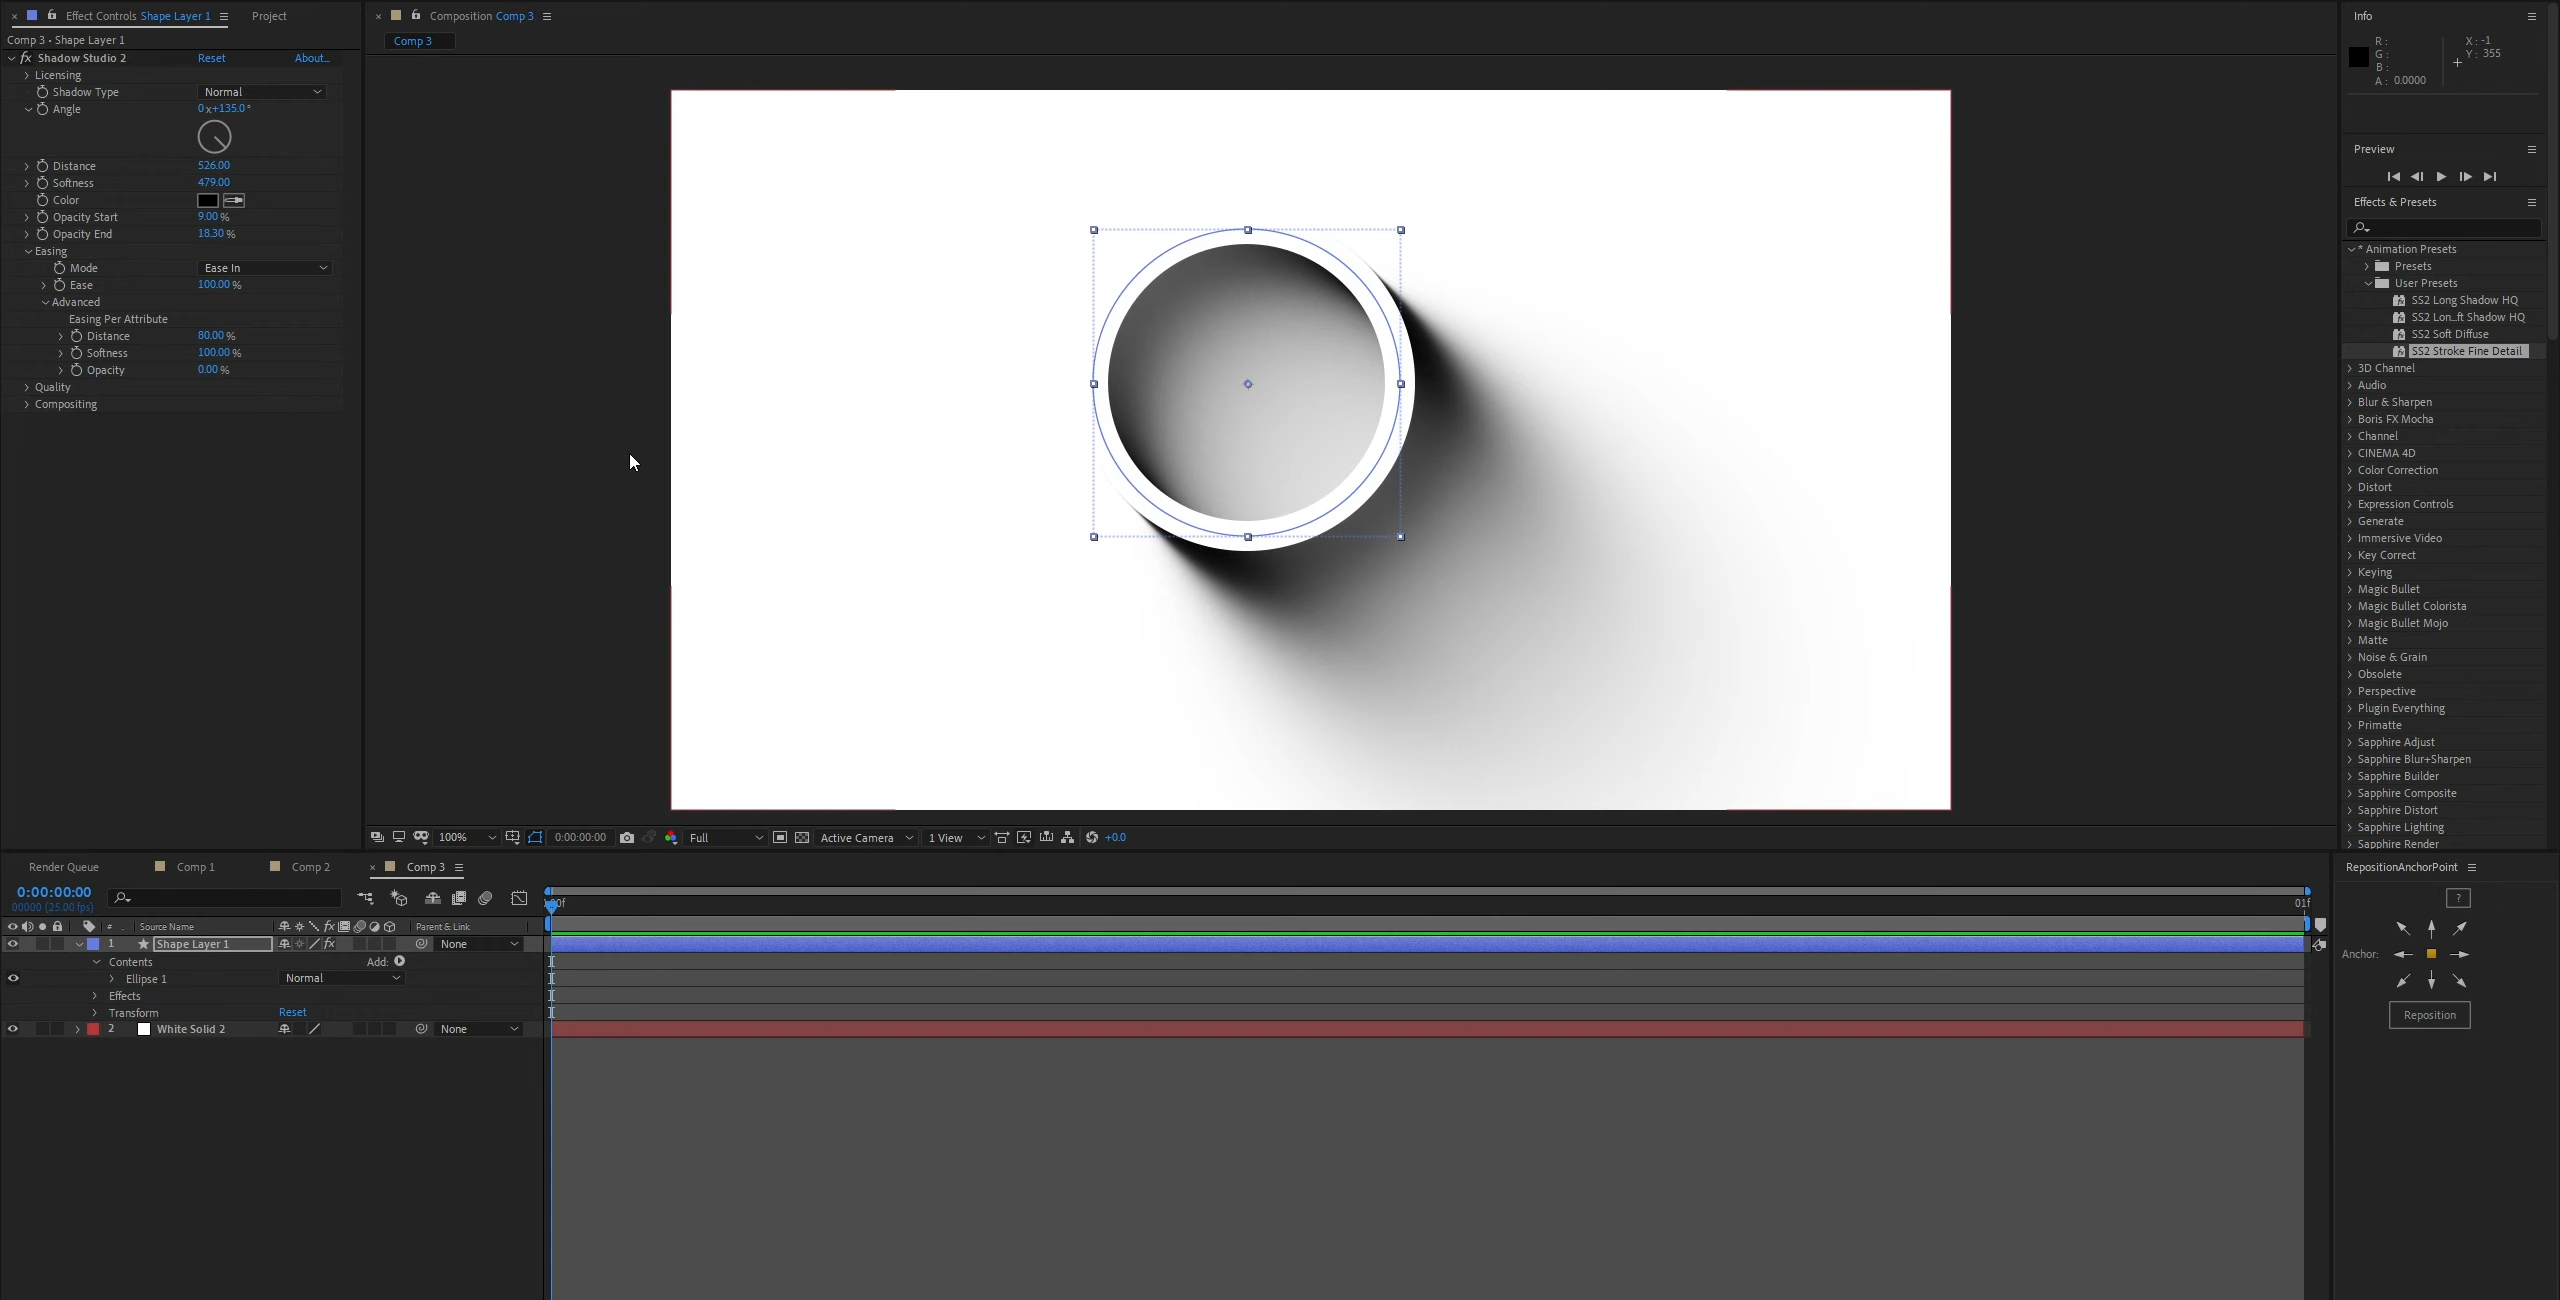 Effect Controls Shape Layer 1
Project
Comp 3 • Shape Layer 1
fx Shadow Studio 2 Reset About...
Licensing
Shadow Type Normal
Angle 0x+135.0°
Distance 526.00
Softness 479.00
Color
Opacity Start 9.00 %
Opacity End 18.30 %
Easing
Mode Ease In
Ease 100.00 %
Advanced
Easing Per Attribute
Distance 80.00 %
Softness 100.00 %
Opacity 0.00 %
Quality
Compositing
Composition Comp 3
Comp 3
100% 0:00:00:00 Full Active Camera 1 View +0.0
Info
R :
G :
B :
A : 0.0000
X : -1
Y : 355
Preview
Effects & Presets
* Animation Presets
Presets
User Presets
SS2 Long Shadow HQ
SS2 Lon...ft Shadow HQ
SS2 Soft Diffuse
SS2 Stroke Fine Detail
3D Channel
Audio
Blur & Sharpen
Boris FX Mocha
Channel
CINEMA 4D
Color Correction
Distort
Expression Controls
Generate
Immersive Video
Key Correct
Keying
Magic Bullet
Magic Bullet Colorista
Magic Bullet Mojo
Matte
Noise & Grain
Obsolete
Perspective
Plugin Everything
Primatte
Sapphire Adjust
Sapphire Blur+Sharpen
Sapphire Builder
Sapphire Composite
Sapphire Distort
Sapphire Lighting
Sapphire Render
Render Queue
Comp 1
Comp 2
Comp 3
0:00:00:00
00000 (25.00 fps)
# . Source Name fx Parent & Link
01f
1 Shape Layer 1 fx None
Contents Add:
Ellipse 1 Normal
Effects
Transform Reset
2 White Solid 2 None
RepositionAnchorPoint
?
Anchor:
Reposition